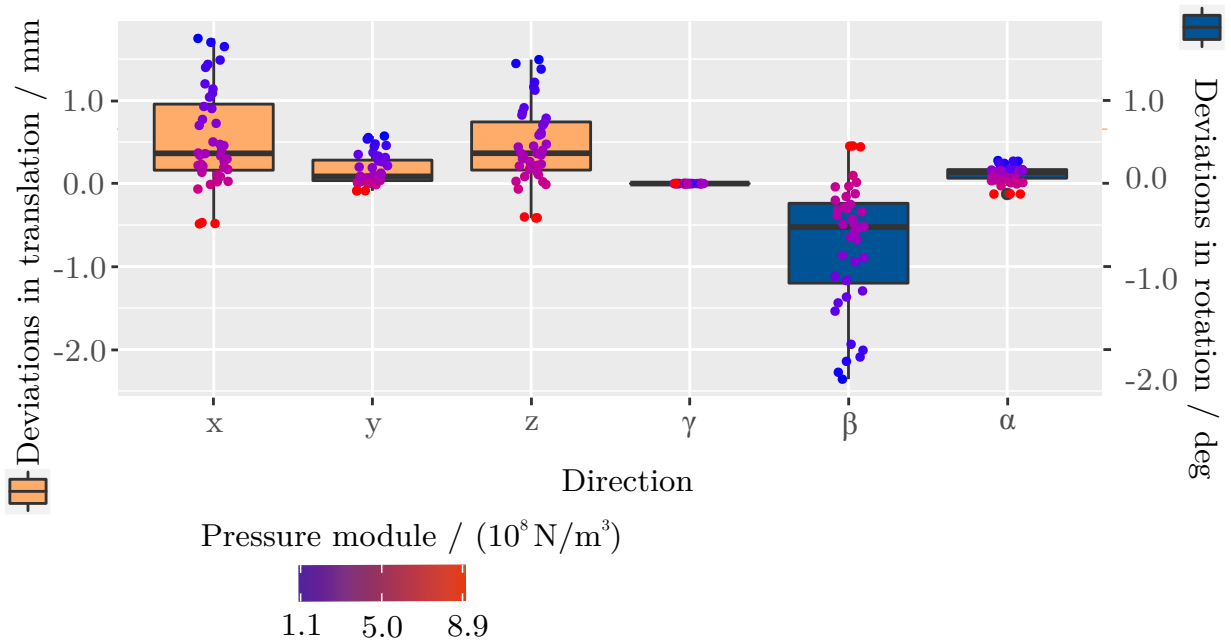 Deviations in translation / mm
1.0
0.0
-1.0
-2.0
1.0
0.0
-1.0
-2.0
Deviations in rotation / deg
x y z γ β α
Direction
Pressure module / (10⁸ N/m³)
1.1 5.0 8.9